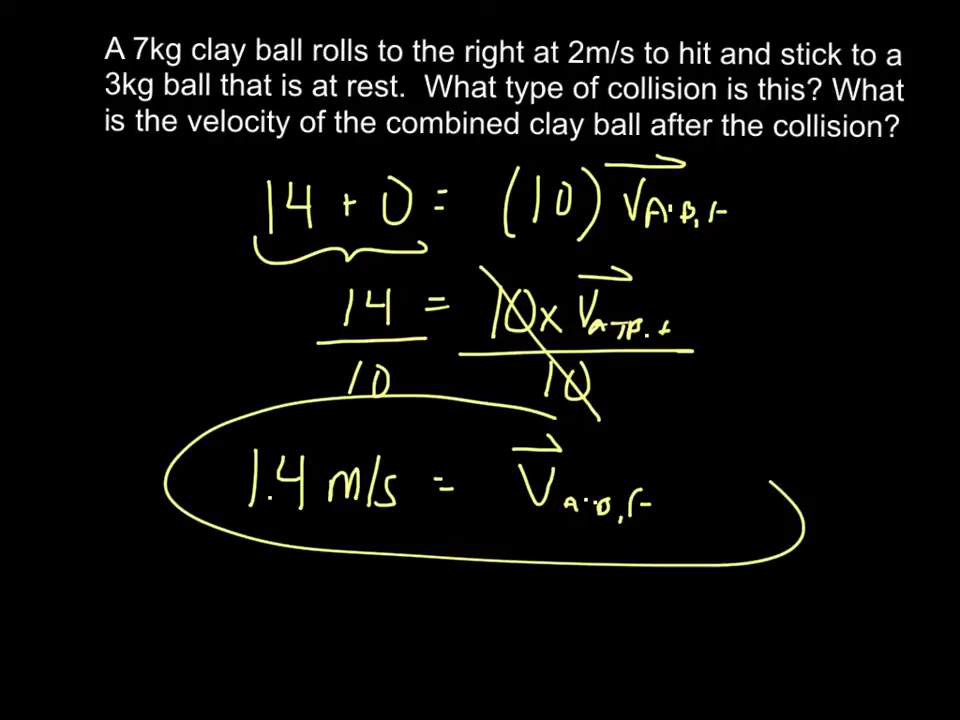 A 7kg clay ball rolls to the right at 2m/s to hit and stick to a
3kg ball that is at rest. What type of collision is this? What
is the velocity of the combined clay ball after the collision?
14 + 0 = (10) V⃗A+B,F
14 = 10 x V⃗A+B,F
10 10
1.4 m/s = V⃗A+B,F